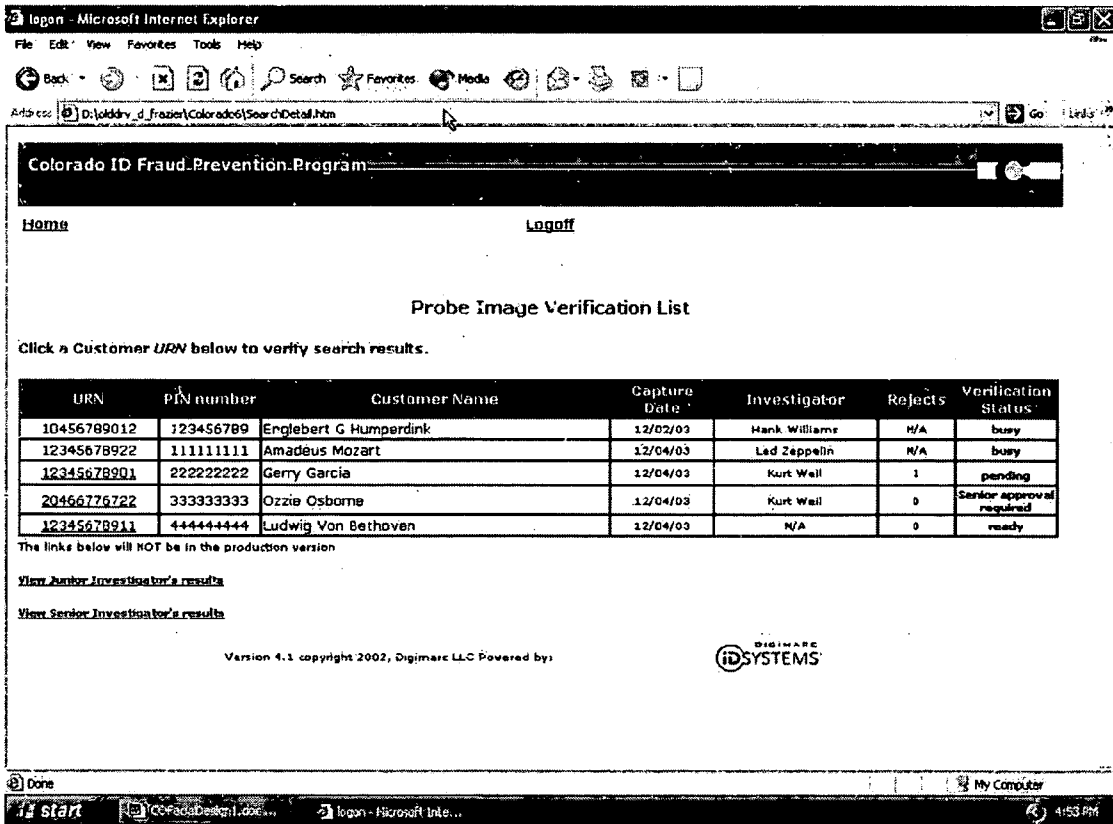 logon - Microsoft Internet Explorer
File Edit View Favorites Tools Help
Back Search Favorites Media
Address D:\olddrv_d_frazier\Colorado6\SearchDetail.htm Go Links
Colorado ID Fraud Prevention Program
Home Logoff
Probe Image Verification List
Click a Customer URN below to verify search results.
URN PIN number Customer Name Capture Date Investigator Rejects Verification Status
10456789012 123456789 Englebert G Humperdink 12/02/03 Hank Williams N/A busy
12345678922 111111111 Amadeus Mozart 12/04/03 Led Zeppelin N/A busy
12345678901 222222222 Gerry Garcia 12/04/03 Kurt Weil 1 pending
20466776722 333333333 Ozzie Osborne 12/04/03 Kurt Weil 0 Senior approval required
12345678911 444444444 Ludwig Von Bethoven 12/04/03 N/A 0 ready
The links below will NOT be in the production version
View Junior Investigator's results
View Senior Investigator's results
Version 4.1 copyright 2002, Digimarc LLC Powered by:
DIGIMARC
iDSYSTEMS
Done My Computer
start logon - Microsoft Inte... 4:53 PM